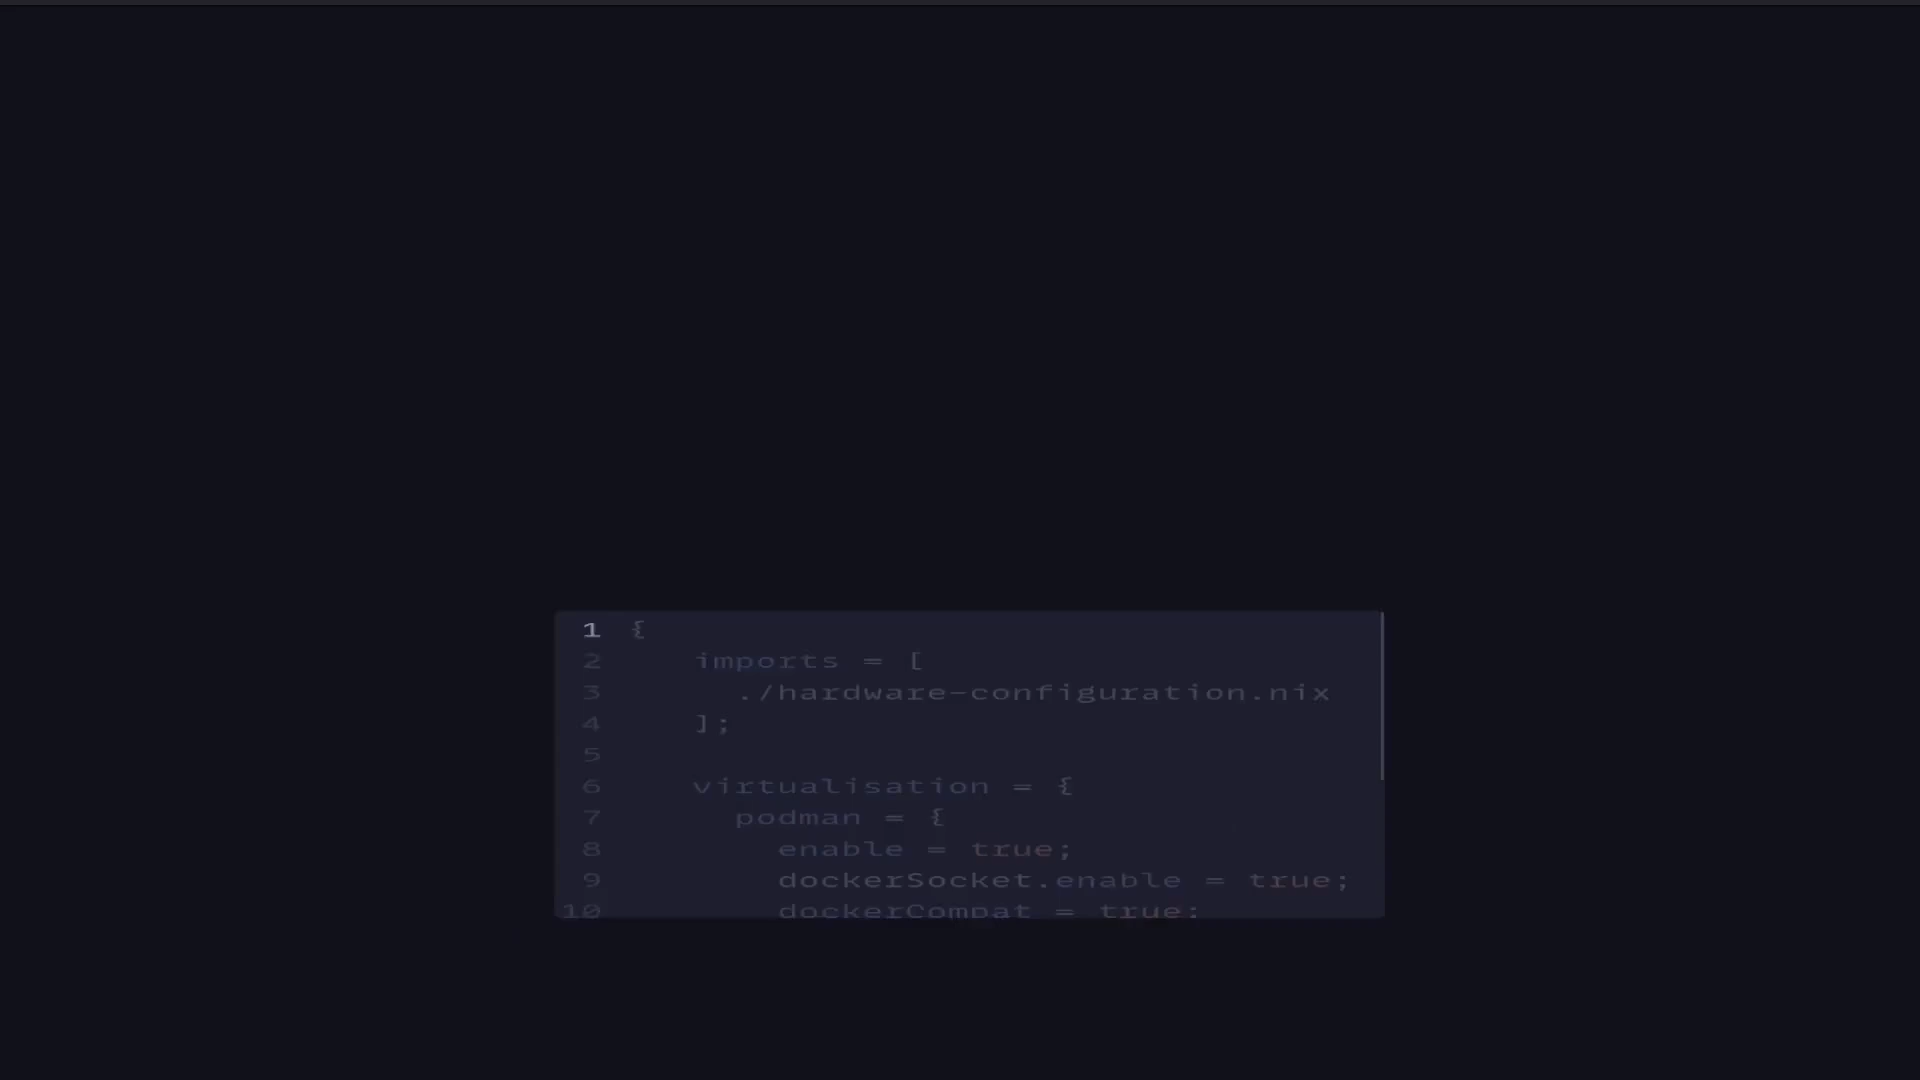 1 {
2 imports = [
3 ./hardware-configuration.nix
4 ];
5
6 virtualisation = {
7 podman = {
8 enable = true;
9 dockerSocket.enable = true;
10 dockerCompat = true;